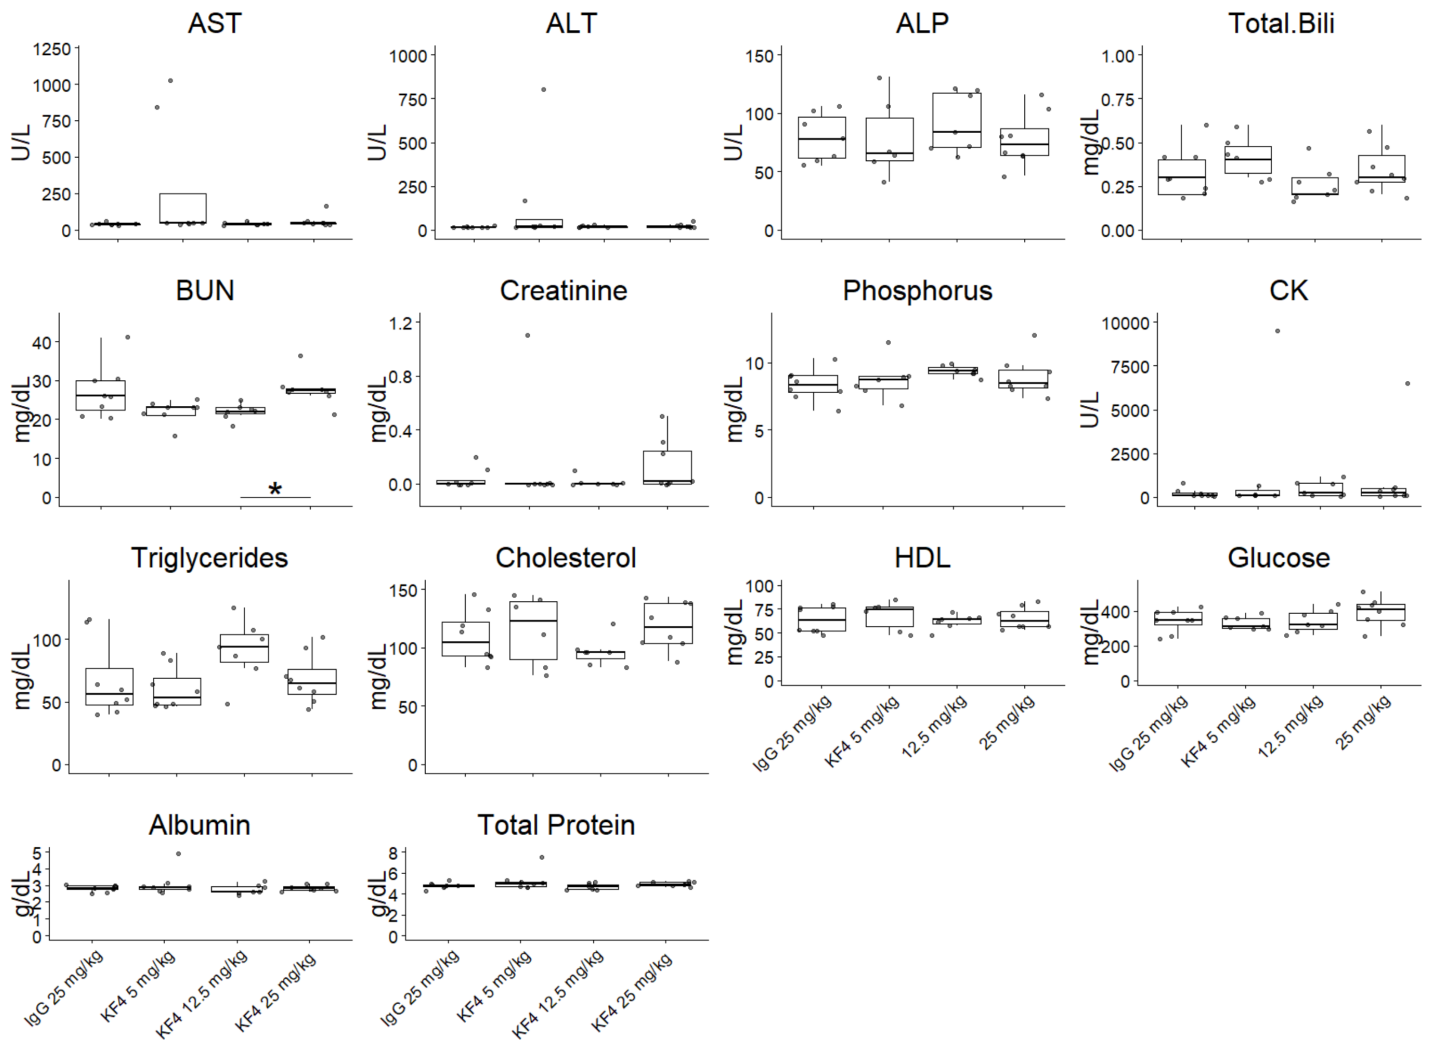 AST
ALT
ALP
Total.Bili
U/L
1250
1000
750
500
250
0
U/L
1000
750
500
250
0
U/L
150
100
50
0
mg/dL
1.00
0.75
0.50
0.25
0.00
BUN
Creatinine
Phosphorus
CK
mg/dL
40
30
20
10
0
*
mg/dL
1.2
0.8
0.4
0.0
mg/dL
10
5
0
U/L
10000
7500
5000
2500
0
Triglycerides
Cholesterol
HDL
Glucose
mg/dL
100
50
0
mg/dL
150
100
50
0
mg/dL
100
75
50
25
0
mg/dL
400
200
0
IgG 25 mg/kg
KF4 5 mg/kg
12.5 mg/kg
25 mg/kg
IgG 25 mg/kg
KF4 5 mg/kg
12.5 mg/kg
25 mg/kg
Albumin
Total Protein
g/dL
5
4
3
2
1
0
g/dL
8
6
4
2
0
IgG 25 mg/kg
KF4 5 mg/kg
KF4 12.5 mg/kg
KF4 25 mg/kg
IgG 25 mg/kg
KF4 5 mg/kg
KF4 12.5 mg/kg
KF4 25 mg/kg